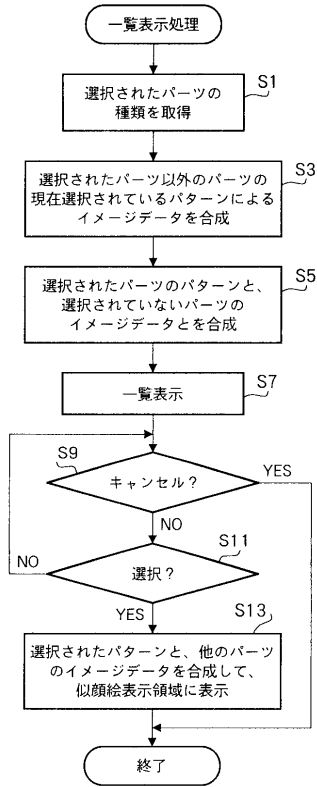 一覧表示処理
S1
選択されたパーツの
種類を取得
S3
選択されたパーツ以外のパーツの
現在選択されているパターンによる
イメージデータを合成
S5
選択されたパーツのパターンと、
選択されていないパーツの
イメージデータとを合成
S7
一覧表示
S9
キャンセル？
YES
NO
S11
選択？
NO
YES
S13
選択されたパターンと、他のパーツ
のイメージデータを合成して、
似顔絵表示領域に表示
終了